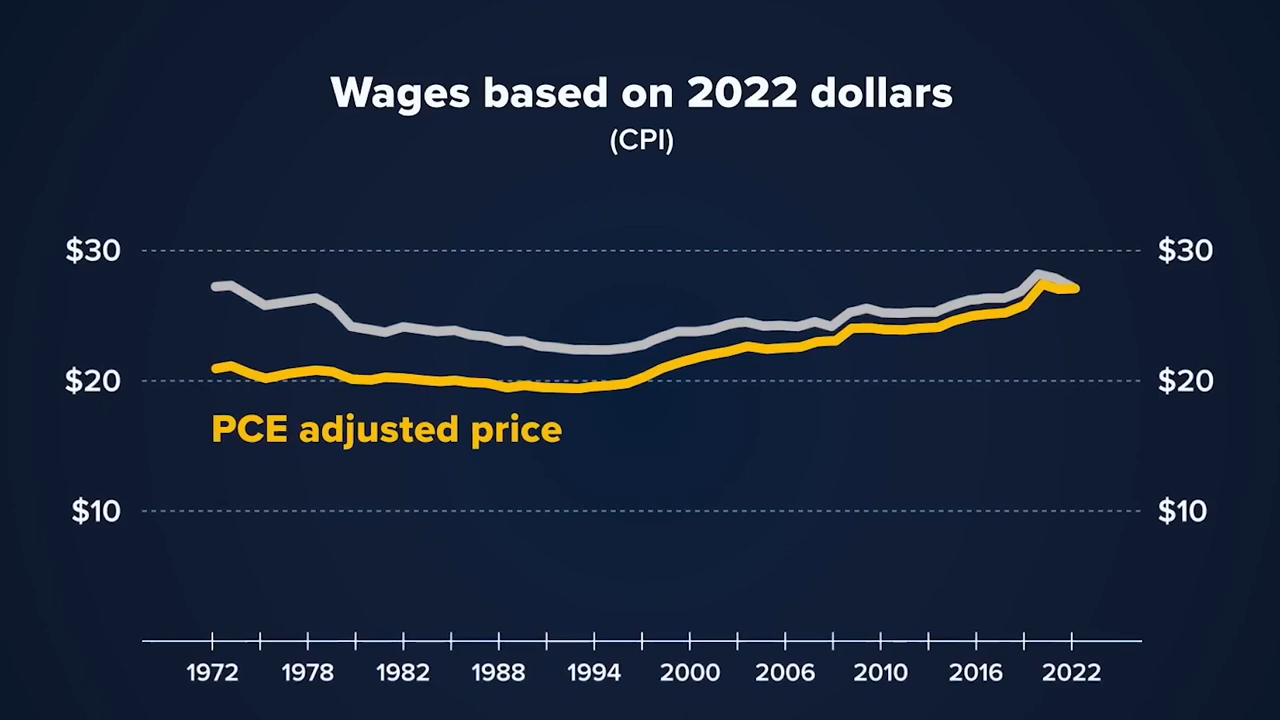 Wages based on 2022 dollars
(CPI)
$30 $30
$20 $20
PCE adjusted price
$10 $10
1972 1978 1982 1988 1994 2000 2006 2010 2016 2022